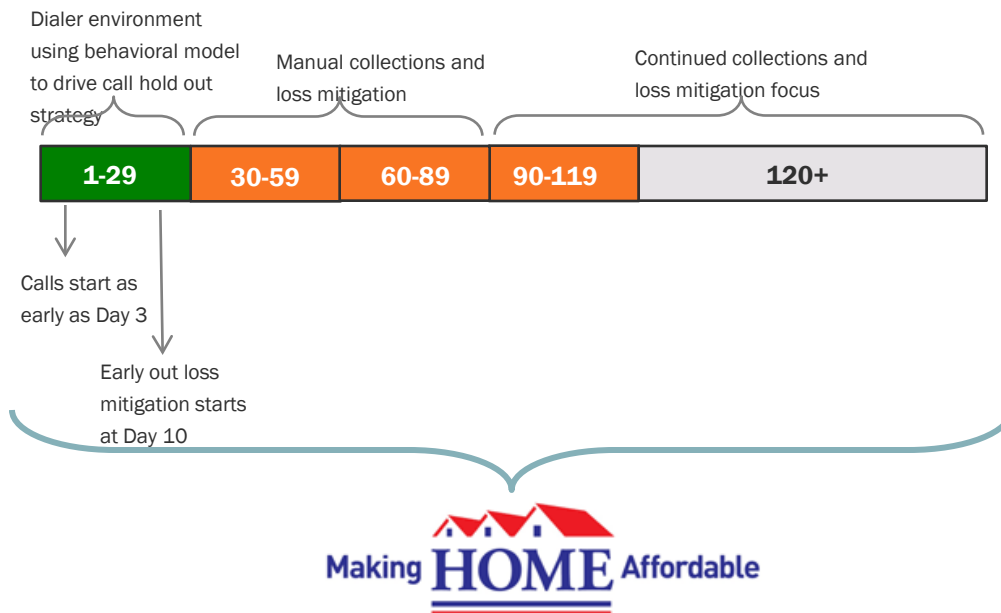 Dialer environment
using behavioral model
to drive call hold out
strategy
Manual collections and
loss mitigation
Continued collections and
loss mitigation focus
1-29
30-59
60-89
90-119
120+
Calls start as
early as Day 3
Early out loss
mitigation starts
at Day 10
Making HOME Affordable